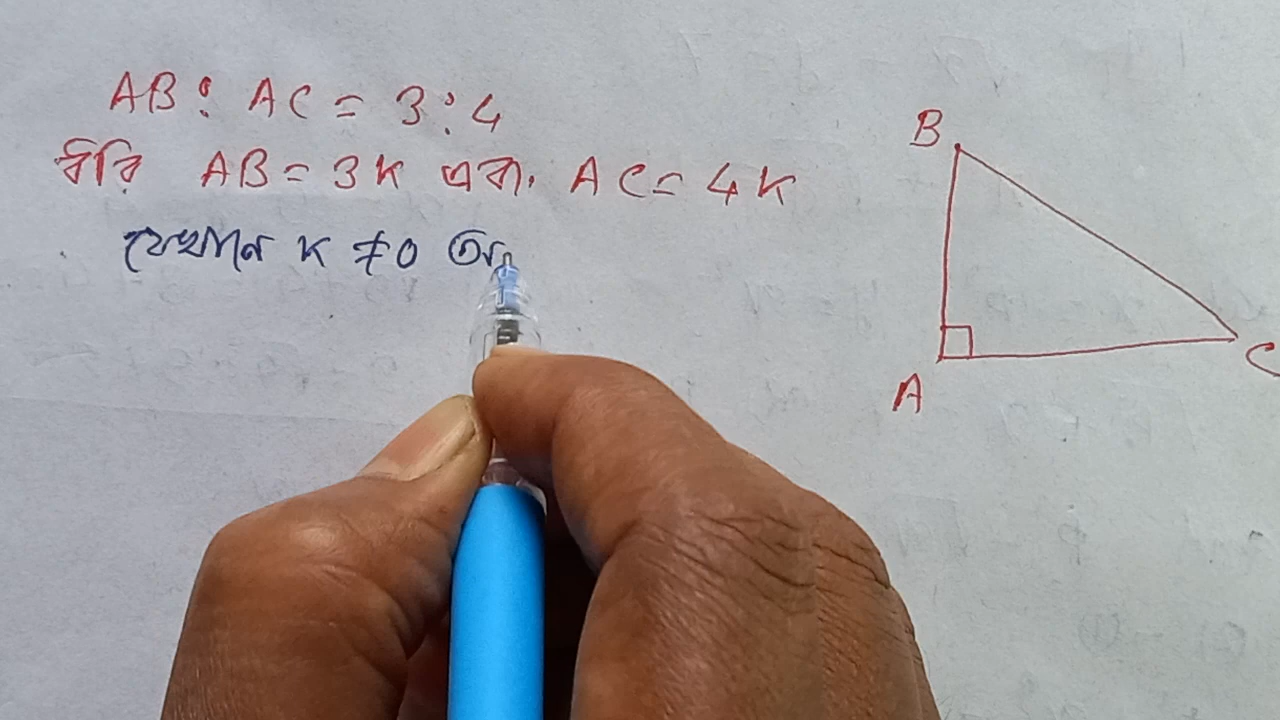 AB : AC = 3 : 4
ধরি AB = 3K এবং AC = 4K
যেখানে K ≠ 0
B
A
C